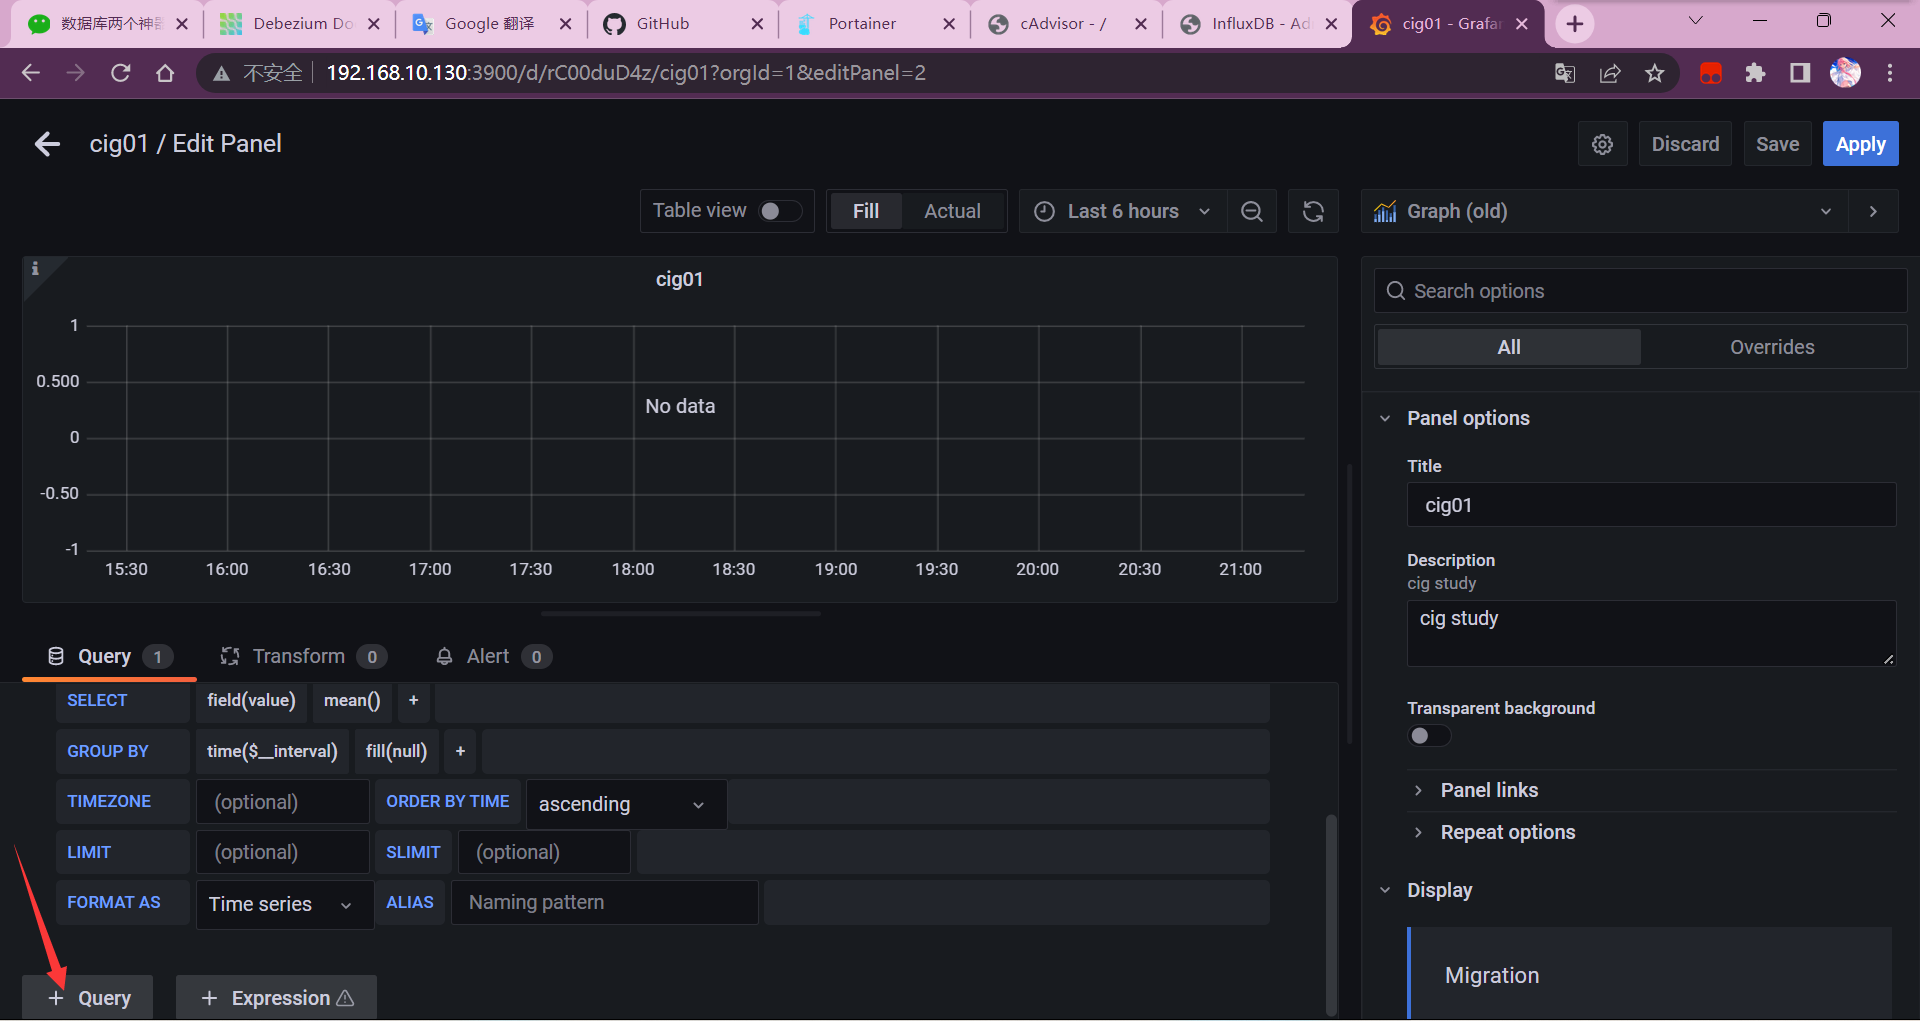 数据库两个神器
Debezium Do
Google 翻译
GitHub
Portainer
cAdvisor - /
InfluxDB - Ad
cig01 - Grafan
不安全
192.168.10.130:3900/d/rC00duD4z/cig01?orgId=1&editPanel=2
cig01 / Edit Panel
Discard
Save
Apply
Table view
Fill
Actual
Last 6 hours
Graph (old)
i
cig01
Search options
All
Overrides
1
0.500
0
-0.50
-1
No data
15:30
16:00
16:30
17:00
17:30
18:00
18:30
19:00
19:30
20:00
20:30
21:00
Panel options
Title
cig01
Description
cig study
cig study
Transparent background
Panel links
Repeat options
Display
Migration
Query 1
Transform 0
Alert 0
SELECT field(value) mean() +
GROUP BY time($__interval) fill(null) +
TIMEZONE (optional) ORDER BY TIME ascending
LIMIT (optional) SLIMIT (optional)
FORMAT AS Time series ALIAS Naming pattern
+ Query
+ Expression